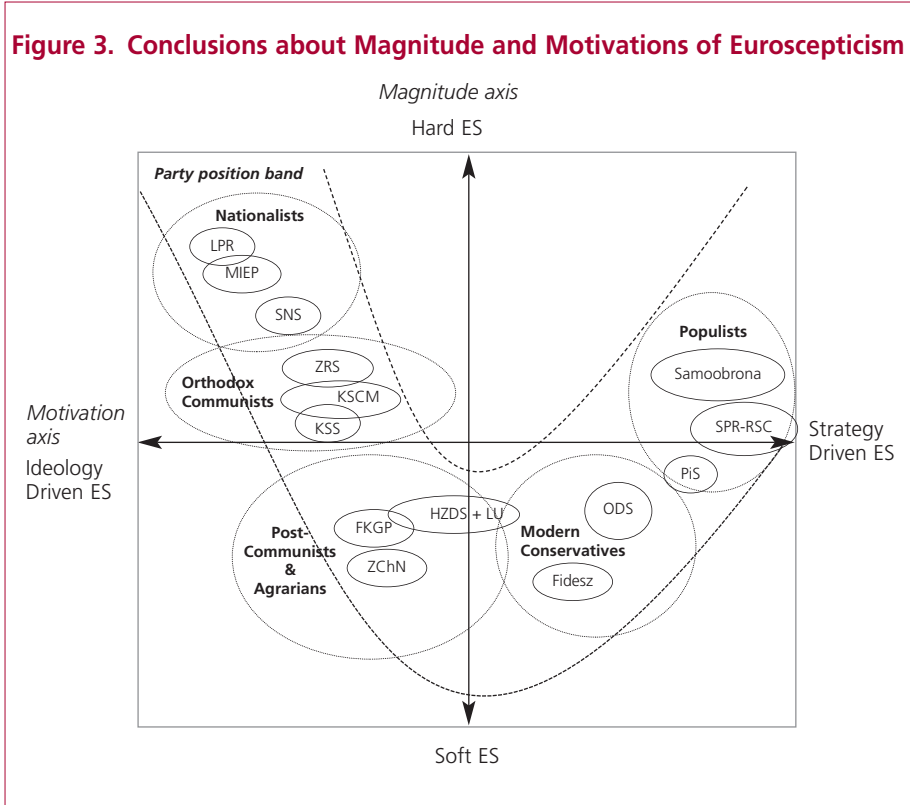 Figure 3. Conclusions about Magnitude and Motivations of Euroscepticism
Magnitude axis
Hard ES
Party position band
Nationalists
LPR
MIEP
SNS
Populists
ZRS
Samoobrona
Orthodox
Communists
KSCM
KSS
SPR-RSC
Motivation
axis
Ideology
Driven ES
Strategy
Driven ES
PiS
HZDS + LU
ODS
FKGP
Post-
Communists
&
Agrarians
Modern
Conservatives
ZChN
Fidesz
Soft ES